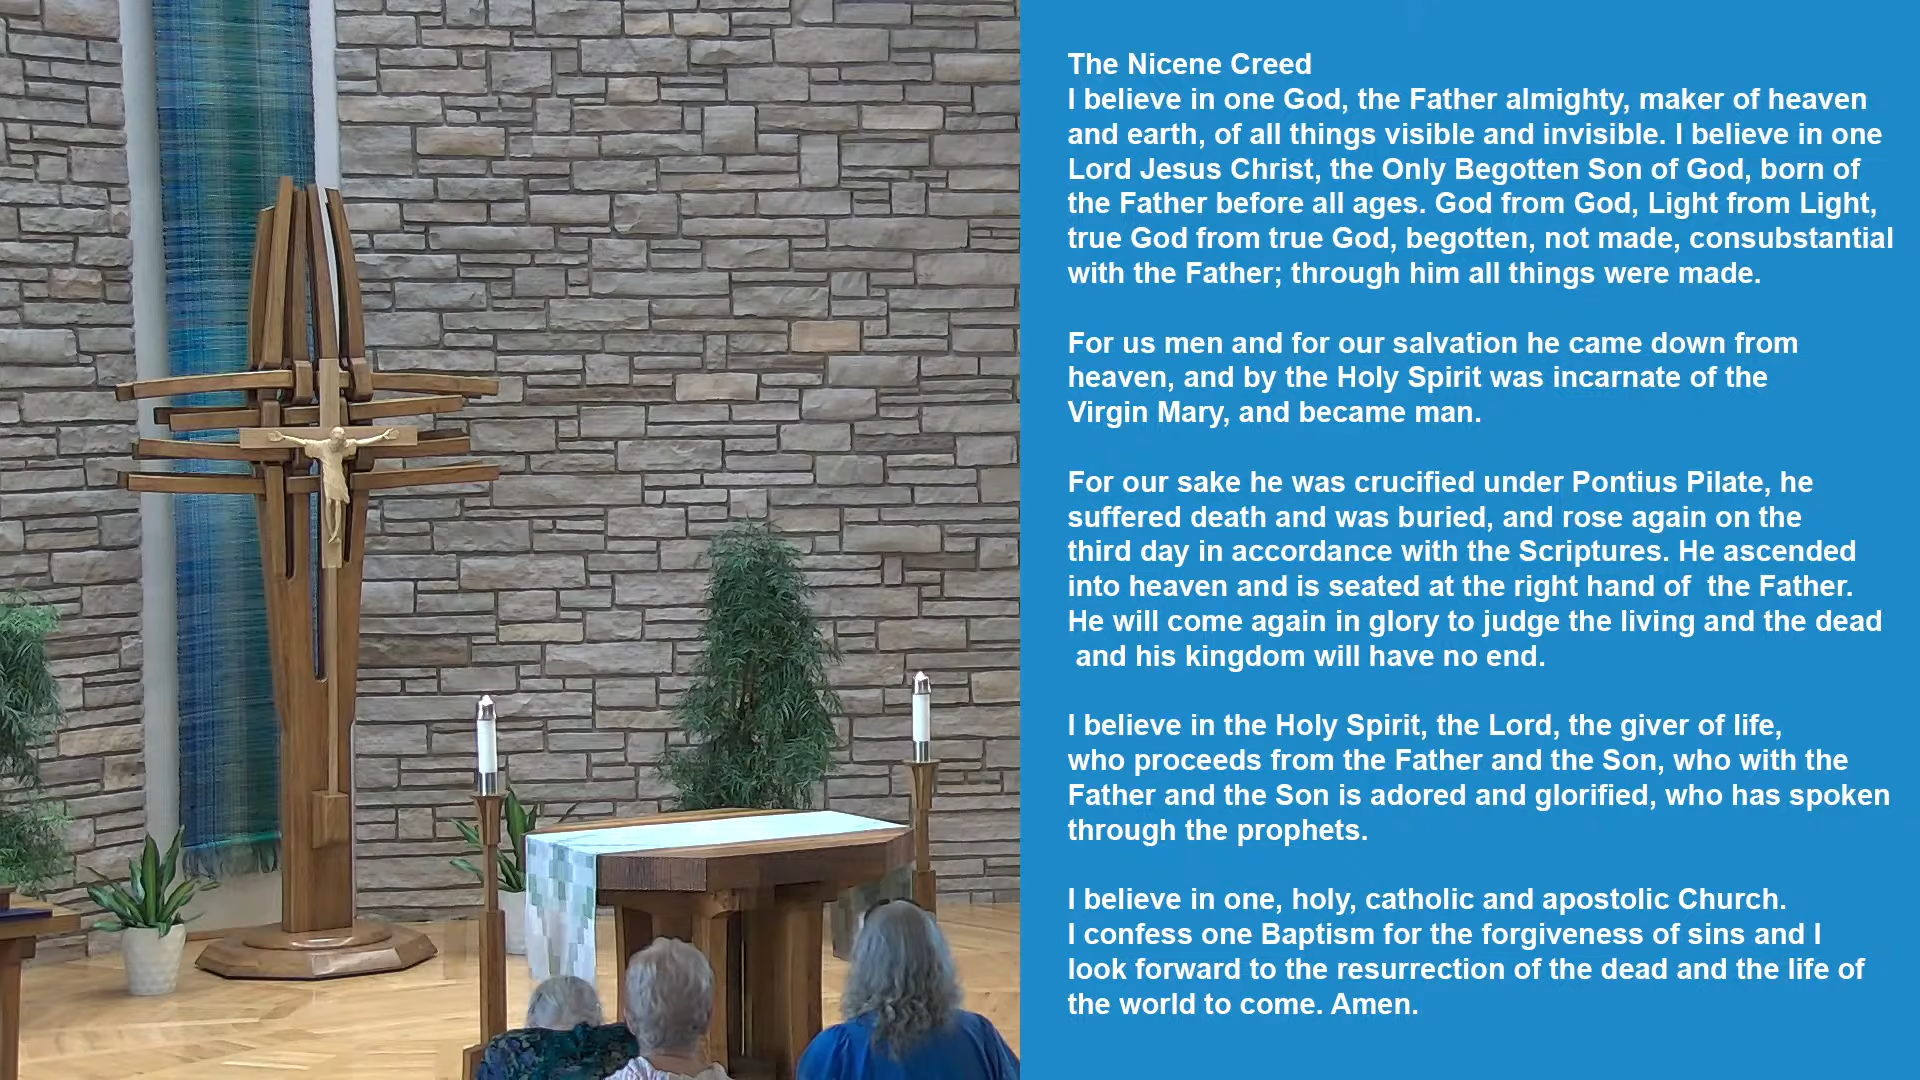 The Nicene Creed
I believe in one God, the Father almighty, maker of heaven
and earth, of all things visible and invisible. I believe in one
Lord Jesus Christ, the Only Begotten Son of God, born of
the Father before all ages. God from God, Light from Light,
true God from true God, begotten, not made, consubstantial
with the Father; through him all things were made.
For us men and for our salvation he came down from
heaven, and by the Holy Spirit was incarnate of the
Virgin Mary, and became man.
For our sake he was crucified under Pontius Pilate, he
suffered death and was buried, and rose again on the
third day in accordance with the Scriptures. He ascended
into heaven and is seated at the right hand of  the Father.
He will come again in glory to judge the living and the dead
and his kingdom will have no end.
I believe in the Holy Spirit, the Lord, the giver of life,
who proceeds from the Father and the Son, who with the
Father and the Son is adored and glorified, who has spoken
through the prophets.
I believe in one, holy, catholic and apostolic Church.
I confess one Baptism for the forgiveness of sins and I
look forward to the resurrection of the dead and the life of
the world to come. Amen.